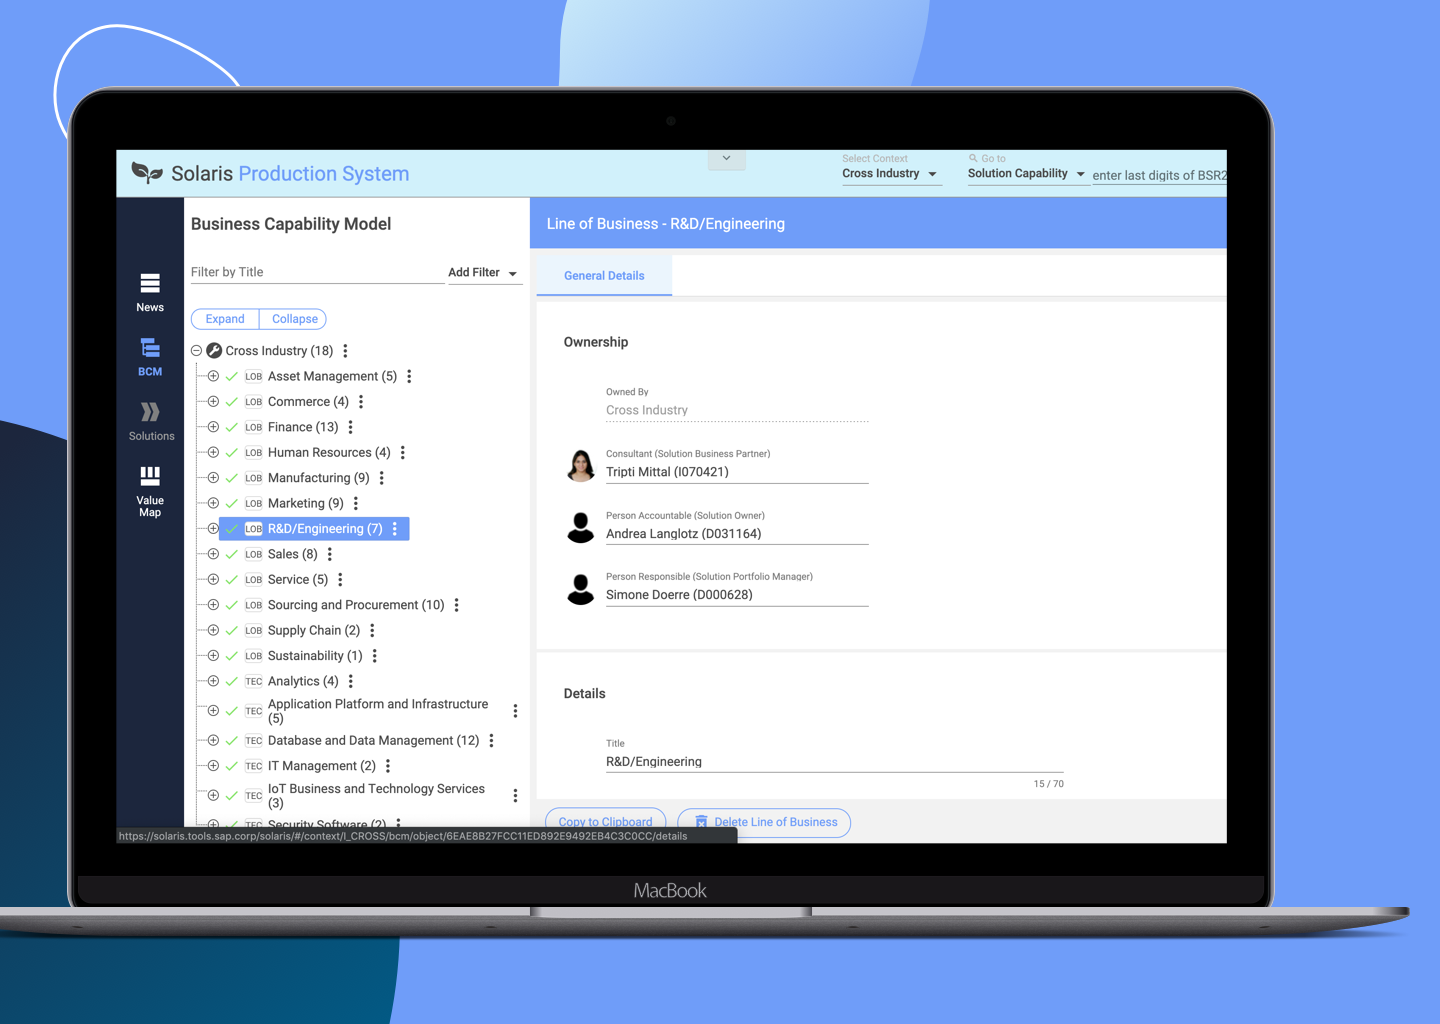 Solaris Production System
Select Context
Cross Industry
Go to
Solution Capability
enter last digits of BSR2
News
BCM
Solutions
Value
Map
Business Capability Model
Filter by Title
Add Filter
Expand
Collapse
Cross Industry (18)
LOB Asset Management (5)
LOB Commerce (4)
LOB Finance (13)
LOB Human Resources (4)
LOB Manufacturing (9)
LOB Marketing (9)
LOB R&D/Engineering (7)
LOB Sales (8)
LOB Service (5)
LOB Sourcing and Procurement (10)
LOB Supply Chain (2)
LOB Sustainability (1)
TEC Analytics (4)
TEC Application Platform and Infrastructure
(5)
TEC Database and Data Management (12)
TEC IT Management (2)
TEC IoT Business and Technology Services
(3)
TEC Security Software (2)
https://solaris.tools.sap.corp/solaris/#/context/I_CROSS/bcm/object/6EAE8B27FCC11ED892E9492EB4C3C0CC/details
Line of Business - R&D/Engineering
General Details
Ownership
Owned By
Cross Industry
Consultant (Solution Business Partner)
Tripti Mittal (I070421)
Person Accountable (Solution Owner)
Andrea Langlotz (D031164)
Person Responsible (Solution Portfolio Manager)
Simone Doerre (D000628)
Details
Title
R&D/Engineering
15 / 70
Copy to Clipboard
Delete Line of Business
MacBook